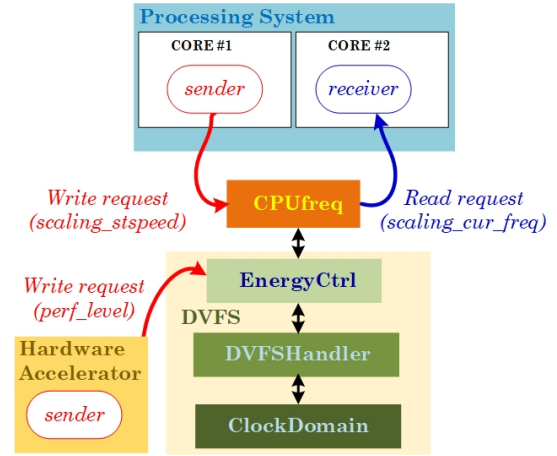 Processing System
CORE #1
CORE #2
sender
receiver
Write request
(scaling_stspeed)
CPUfreq
Read request
(scaling_cur_freq)
Write request
(perf_level)
EnergyCtrl
DVFS
DVFSHandler
ClockDomain
Hardware
Accelerator
sender